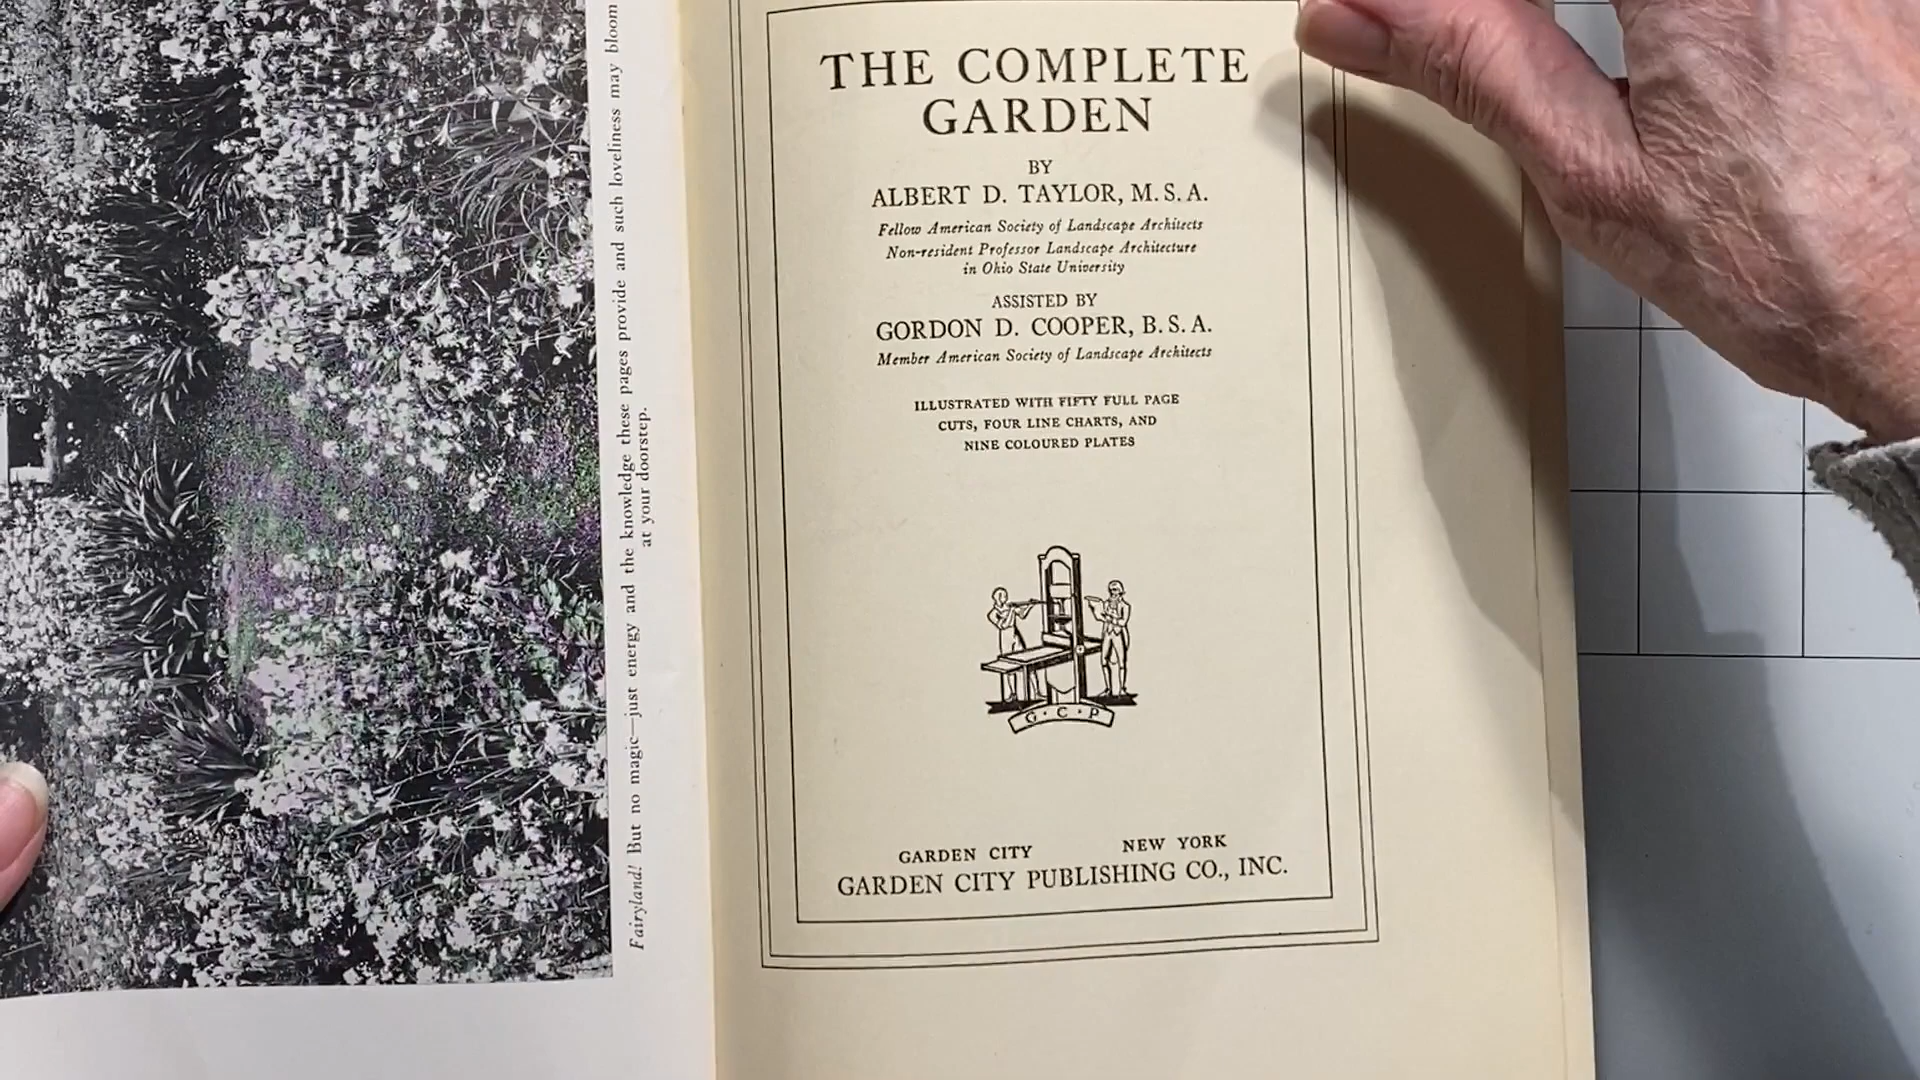 Fairyland! But no magic—just energy and the knowledge these pages provide and such loveliness may bloom
at your doorstep.
THE COMPLETE
GARDEN
BY
ALBERT D. TAYLOR, M. S. A.
Fellow American Society of Landscape Architects
Non-resident Professor Landscape Architecture
in Ohio State University
ASSISTED BY
GORDON D. COOPER, B. S. A.
Member American Society of Landscape Architects
ILLUSTRATED WITH FIFTY FULL PAGE
CUTS, FOUR LINE CHARTS, AND
NINE COLOURED PLATES
G · C · P
GARDEN CITY NEW YORK
GARDEN CITY PUBLISHING CO., INC.